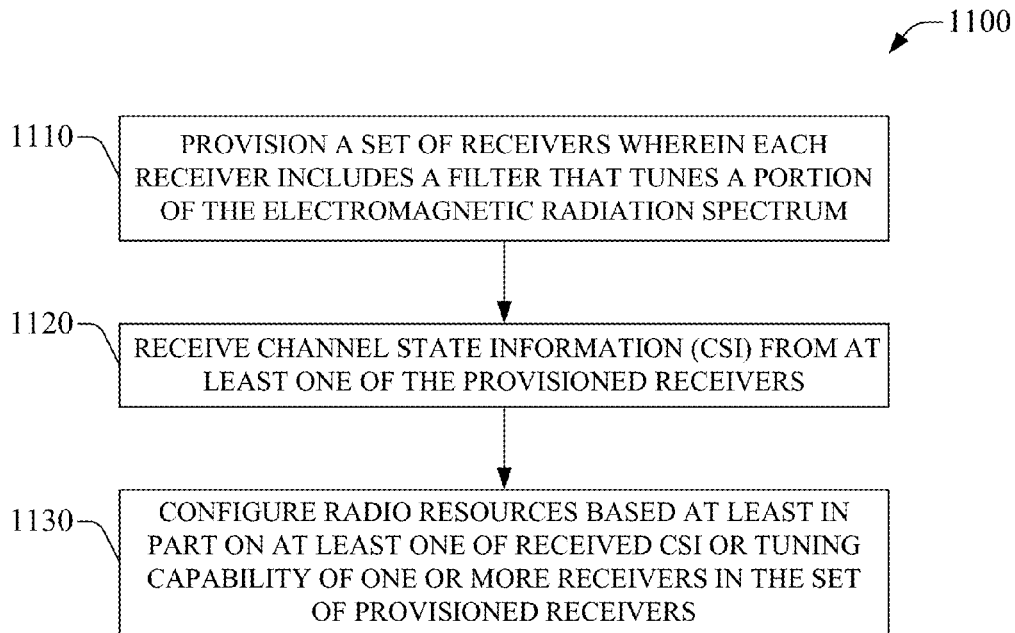 1100
1110
PROVISION A SET OF RECEIVERS WHEREIN EACH
RECEIVER INCLUDES A FILTER THAT TUNES A PORTION
OF THE ELECTROMAGNETIC RADIATION SPECTRUM
1120
RECEIVE CHANNEL STATE INFORMATION (CSI) FROM AT
LEAST ONE OF THE PROVISIONED RECEIVERS
1130
CONFIGURE RADIO RESOURCES BASED AT LEAST IN
PART ON AT LEAST ONE OF RECEIVED CSI OR TUNING
CAPABILITY OF ONE OR MORE RECEIVERS IN THE SET
OF PROVISIONED RECEIVERS